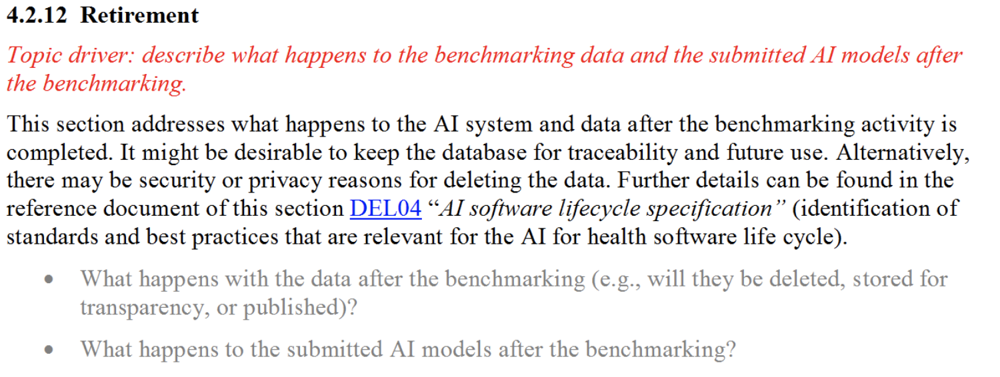 4.2.12 Retirement
Topic driver: describe what happens to the benchmarking data and the submitted AI models after
the benchmarking.
This section addresses what happens to the AI system and data after the benchmarking activity is
completed. It might be desirable to keep the database for traceability and future use. Alternatively,
there may be security or privacy reasons for deleting the data. Further details can be found in the
reference document of this section DEL04 “AI software lifecycle specification” (identification of
standards and best practices that are relevant for the AI for health software life cycle).
• What happens with the data after the benchmarking (e.g., will they be deleted, stored for
transparency, or published)?
• What happens to the submitted AI models after the benchmarking?